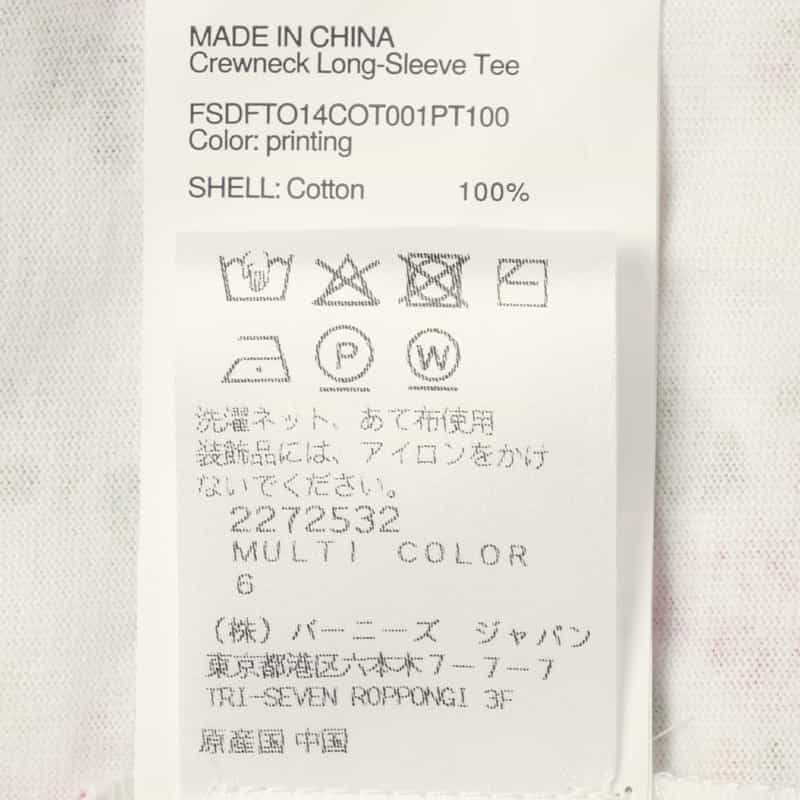 MADE IN CHINA
Crewneck Long-Sleeve Tee
FSDFTO14COT001PT100
Color: printing
SHELL: Cotton 100%
P W
洗濯ネット、あて布使用
装飾品には、アイロンをかけ
ないでください。
2272532
MULTI COLOR
6
(株)バーニーズ ジャパン
東京都港区六本木7-7-7
TRI-SEVEN ROPPONGI 3F
原産国 中国